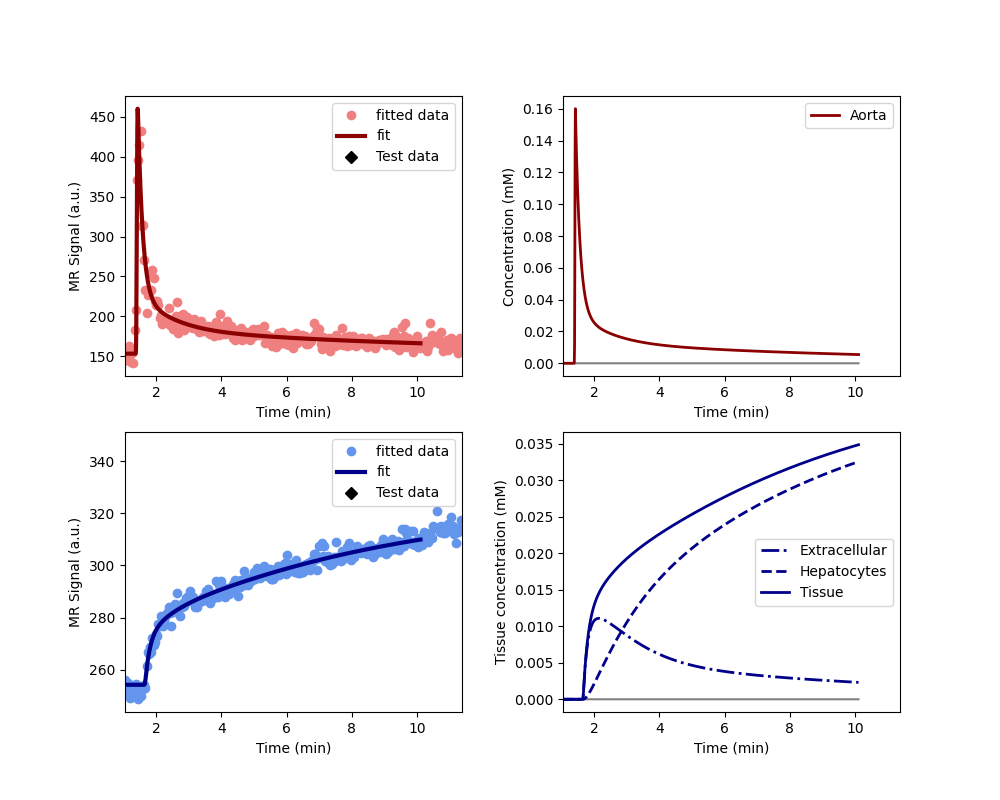 450
400
350
300
250
200
150
MR Signal (a.u.)
fitted data
fit
Test data
2
4
6
8
10
Time (min)
0.16
0.14
0.12
0.10
0.08
0.06
0.04
0.02
0.00
Concentration (mM)
Aorta
2
4
6
8
10
Time (min)
340
320
300
280
260
MR Signal (a.u.)
fitted data
fit
Test data
2
4
6
8
10
Time (min)
0.035
0.030
0.025
0.020
0.015
0.010
0.005
0.000
Tissue concentration (mM)
Extracellular
Hepatocytes
Tissue
2
4
6
8
10
Time (min)